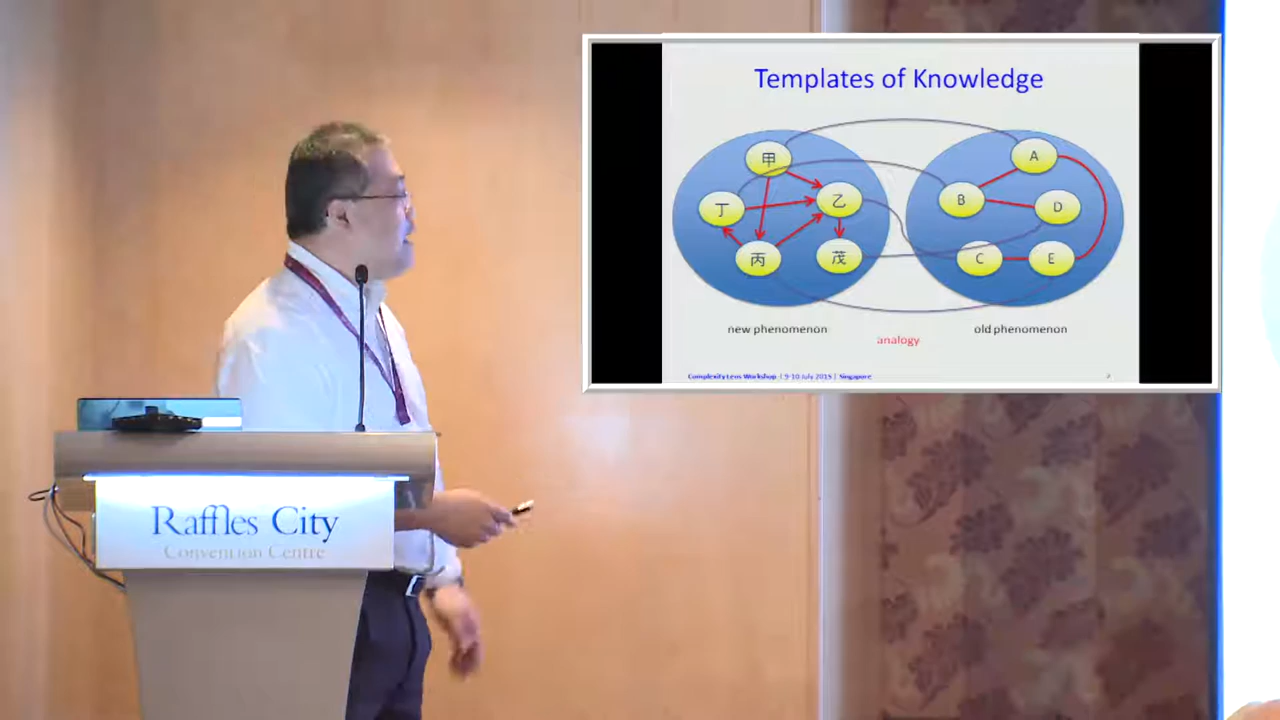 Templates of Knowledge
甲
A
丁
乙
B
D
丙
茂
C
E
new phenomenon
old phenomenon
analogy
Complexity Lens Workshop | 9-10 July 2015 | Singapore
Raffles City
Convention Centre